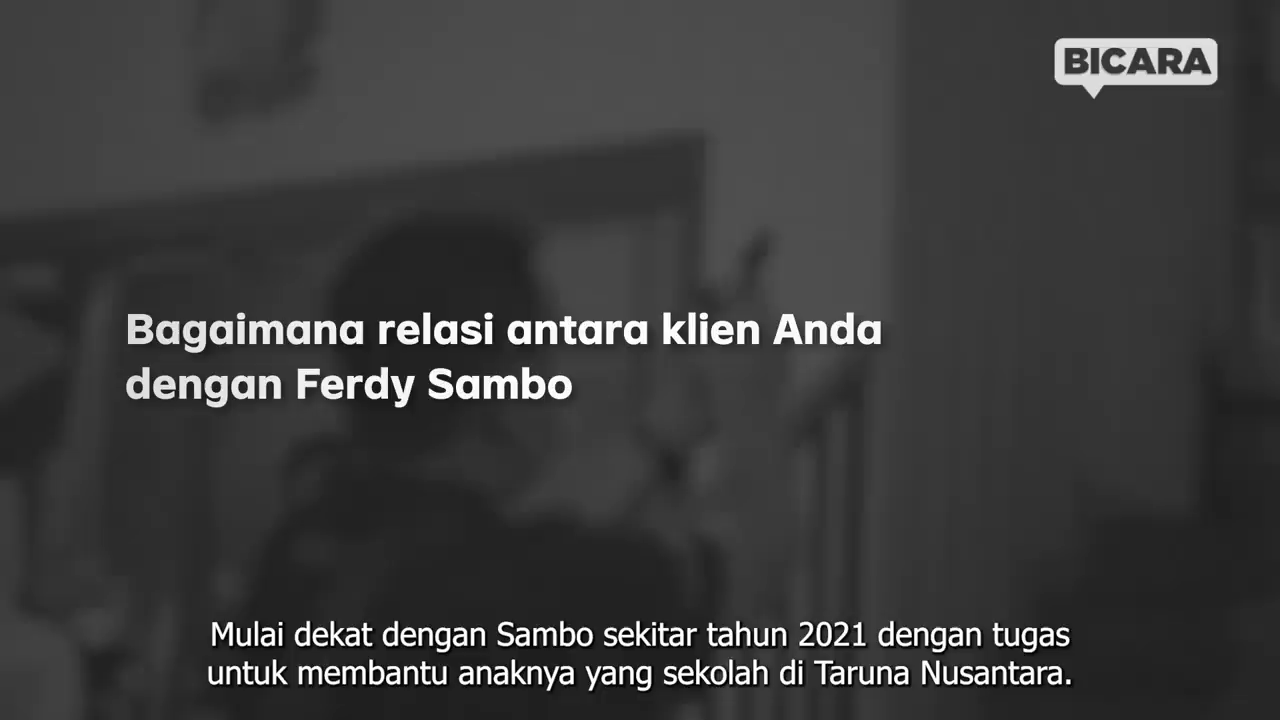 BICARA
Bagaimana relasi antara klien Anda
dengan Ferdy Sambo
Mulai dekat dengan Sambo sekitar tahun 2021 dengan tugas
untuk membantu anaknya yang sekolah di Taruna Nusantara.